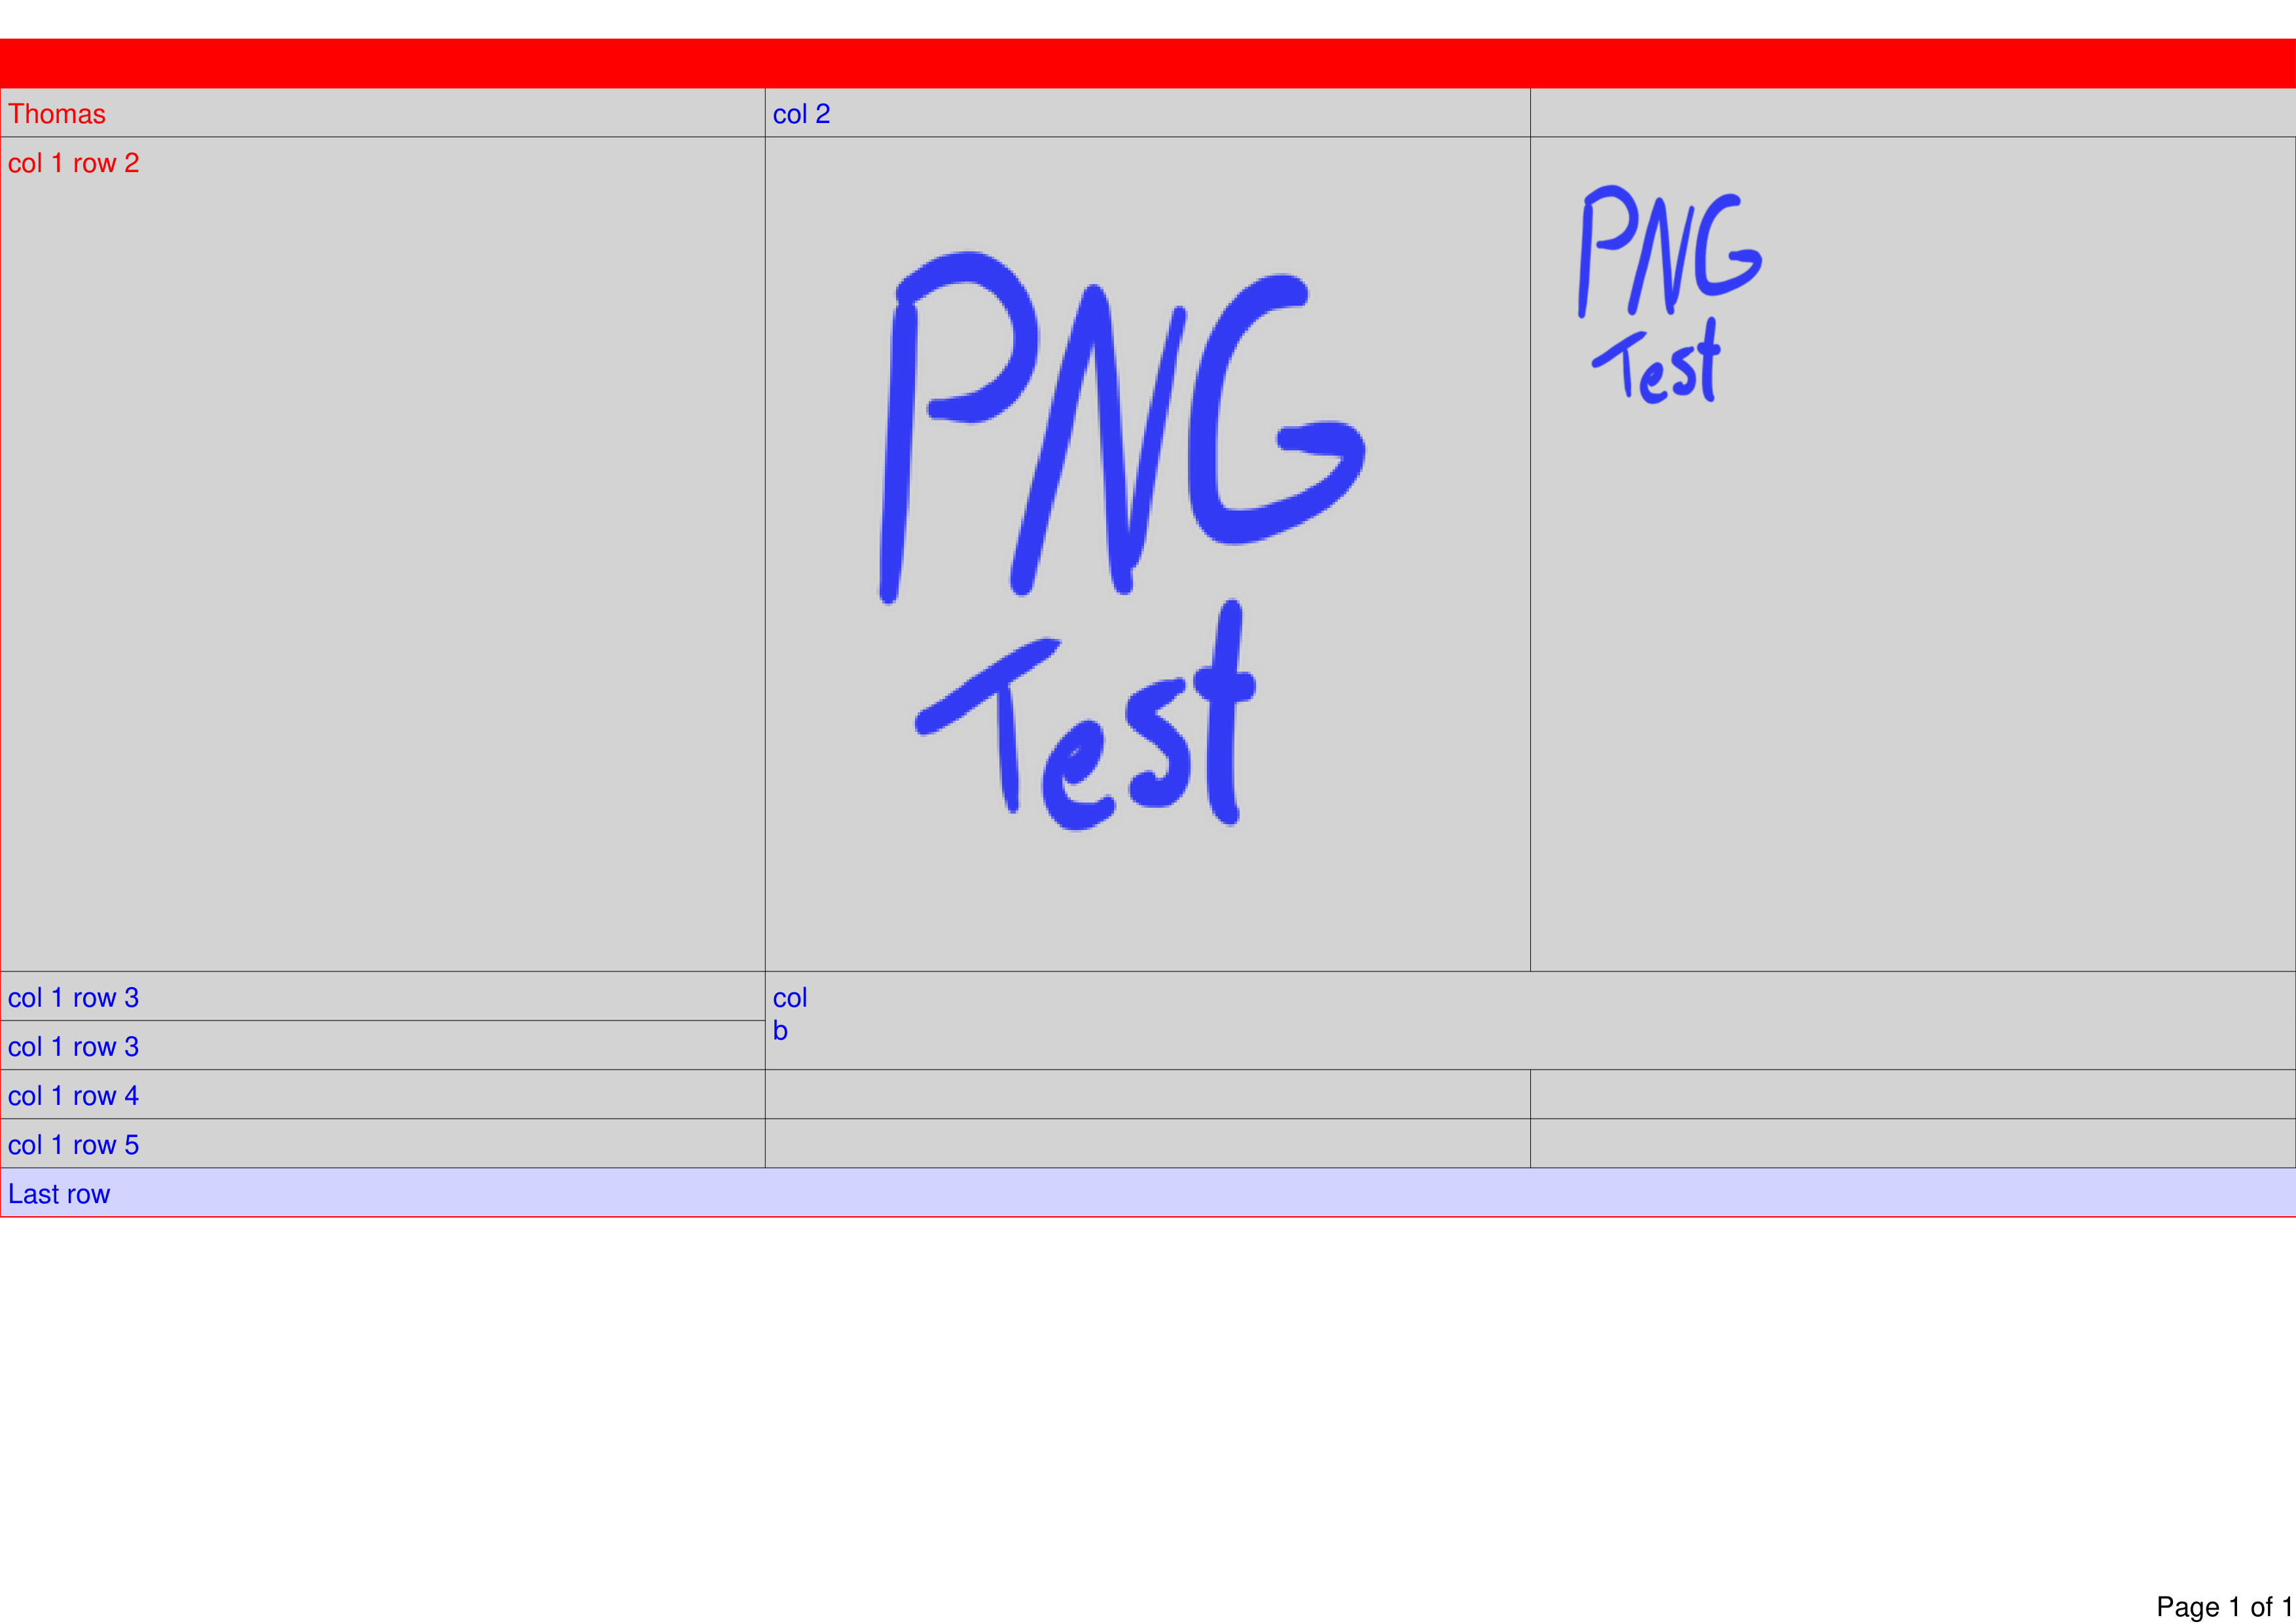 Thomas
col 2
col 1 row 2
PNG
Test
PNG
Test
col 1 row 3
col
b
col 1 row 3
col 1 row 4
col 1 row 5
Last row
Page 1 of 1